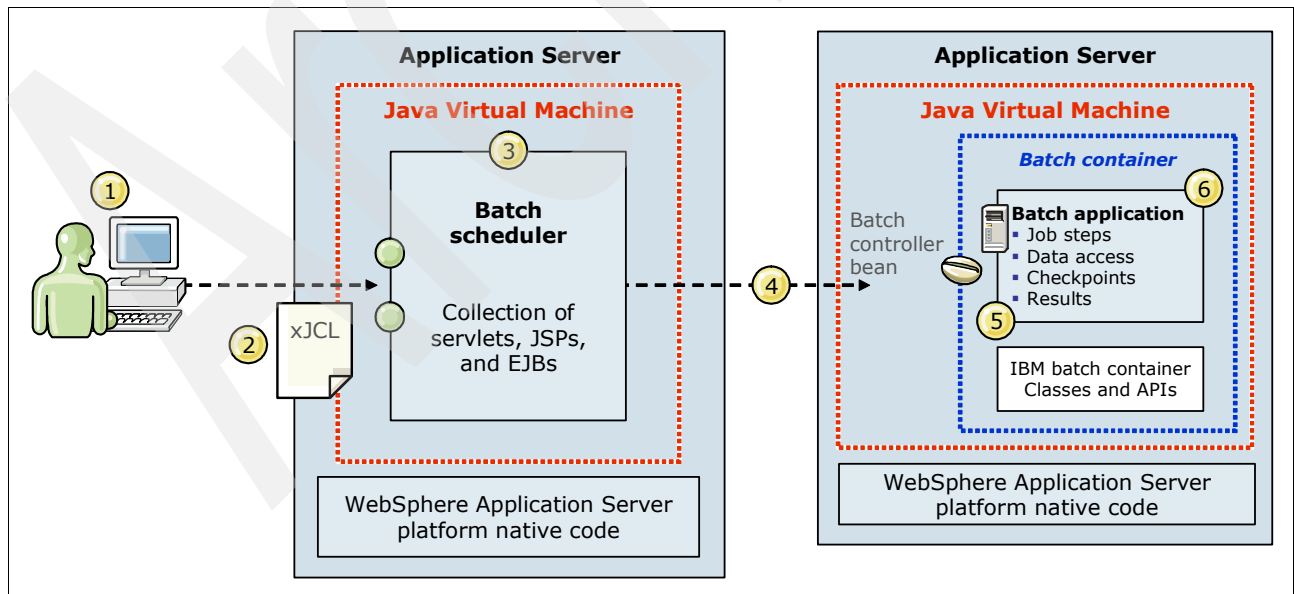 Application Server
Java Virtual Machine
3
Batch
scheduler
Collection of
servlets, JSPs,
and EJBs
1
2
xJCL
WebSphere Application Server
platform native code
4
Application Server
Java Virtual Machine
Batch container
6
Batch
controller
bean
Batch application
▪ Job steps
▪ Data access
▪ Checkpoints
▪ Results
5
IBM batch container
Classes and APIs
WebSphere Application Server
platform native code